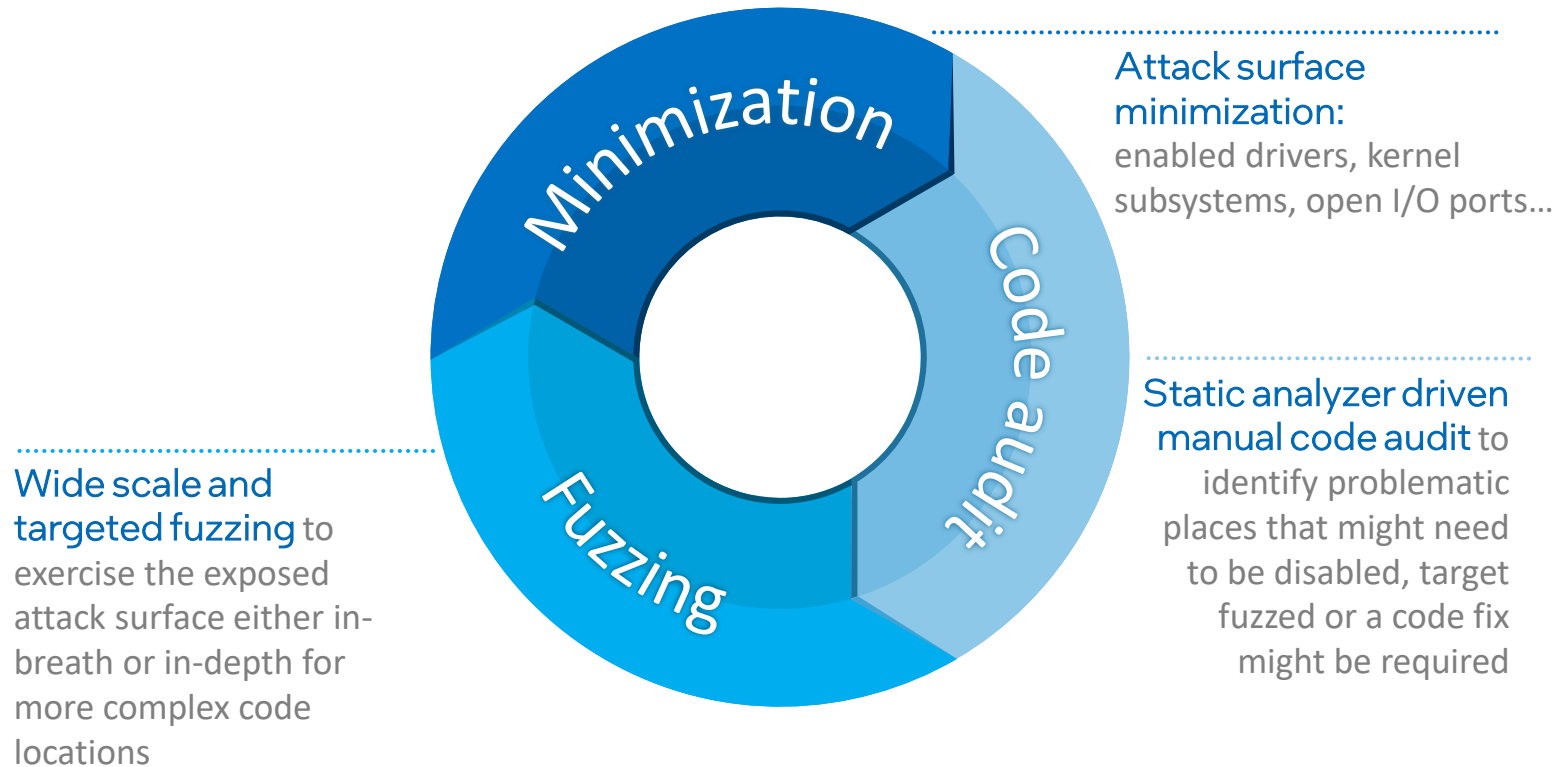 Minimization
Code audit
Fuzzing
Attack surface
minimization:
enabled drivers, kernel
subsystems, open I/O ports…
Static analyzer driven
manual code audit to
identify problematic
places that might need
to be disabled, target
fuzzed or a code fix
might be required
Wide scale and
targeted fuzzing to
exercise the exposed
attack surface either in-
breath or in-depth for
more complex code
locations